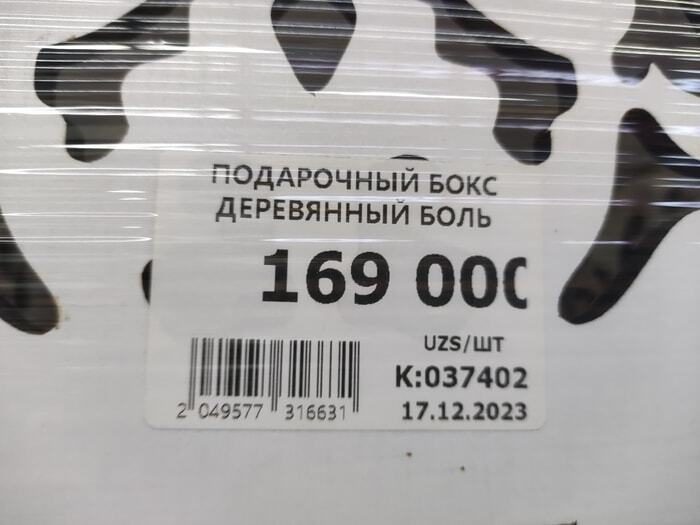 ПОДАРОЧНЫЙ БОКС
ДЕРЕВЯННЫЙ БОЛЬ
169 000
UZS/ШТ
К:037402
2 049577 316631
17.12.2023